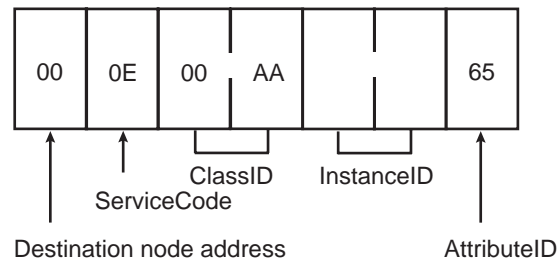 00 0E 00 AA 65
ClassID InstanceID
ServiceCode
Destination node address AttributeID